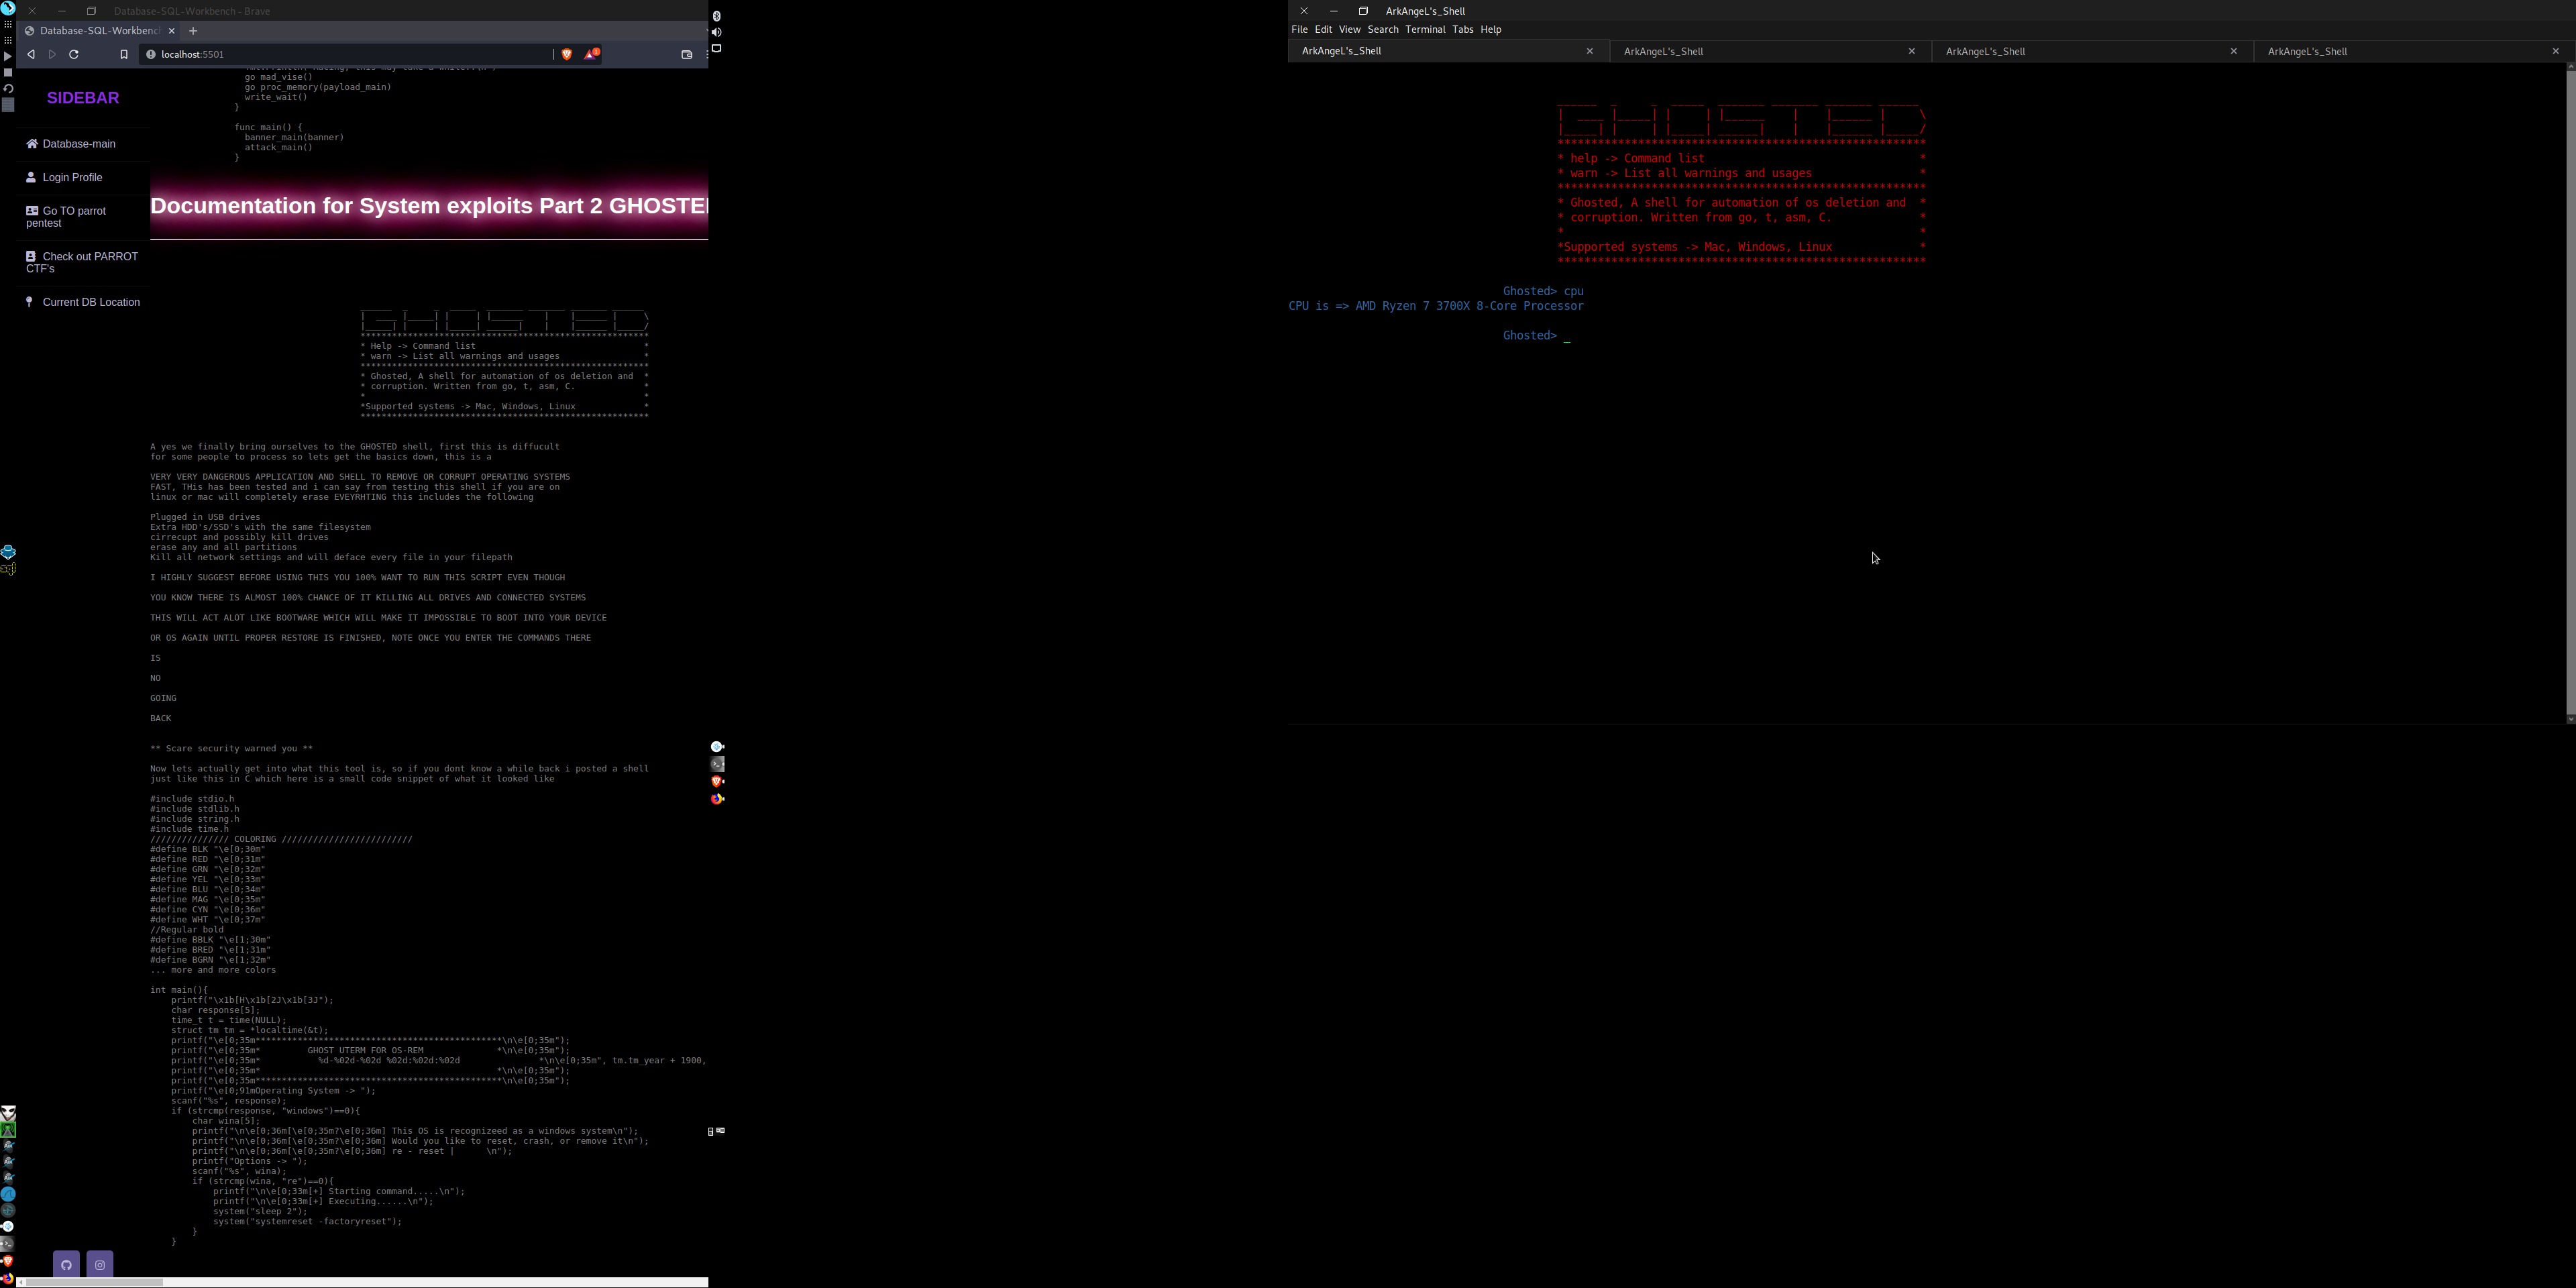 Database-SQL-Workbench - Brave
Database-SQL-Workbench
localhost:5501
SIDEBAR
Database-main
Login Profile
Go TO parrot
pentest
Check out PARROT
CTF's
Current DB Location
go mad_vise()
go proc_memory(payload_main)
write_wait()
}
func main() {
banner_main(banner)
attack_main()
}
Documentation for System exploits Part 2 GHOSTE
*******************************************************
* Help -> Command list *
* warn -> List all warnings and usages *
*******************************************************
* Ghosted, A shell for automation of os deletion and *
* corruption. Written from go, t, asm, C. *
* *
*Supported systems -> Mac, Windows, Linux *
*******************************************************
A yes we finally bring ourselves to the GHOSTED shell, first this is diffucult
for some people to process so lets get the basics down, this is a
VERY VERY DANGEROUS APPLICATION AND SHELL TO REMOVE OR CORRUPT OPERATING SYSTEMS
FAST, THis has been tested and i can say from testing this shell if you are on
linux or mac will completely erase EVEYRHTING this includes the following
Plugged in USB drives
Extra HDD's/SSD's with the same filesystem
cirrecupt and possibly kill drives
erase any and all partitions
Kill all network settings and will deface every file in your filepath
I HIGHLY SUGGEST BEFORE USING THIS YOU 100% WANT TO RUN THIS SCRIPT EVEN THOUGH
YOU KNOW THERE IS ALMOST 100% CHANCE OF IT KILLING ALL DRIVES AND CONNECTED SYSTEMS
THIS WILL ACT ALOT LIKE BOOTWARE WHICH WILL MAKE IT IMPOSSIBLE TO BOOT INTO YOUR DEVICE
OR OS AGAIN UNTIL PROPER RESTORE IS FINISHED, NOTE ONCE YOU ENTER THE COMMANDS THERE
IS
NO
GOING
BACK
** Scare security warned you **
Now lets actually get into what this tool is, so if you dont know a while back i posted a shell
just like this in C which here is a small code snippet of what it looked like
#include stdio.h
#include stdlib.h
#include string.h
#include time.h
/////////////// COLORING /////////////////////////
#define BLK "\e[0;30m"
#define RED "\e[0;31m"
#define GRN "\e[0;32m"
#define YEL "\e[0;33m"
#define BLU "\e[0;34m"
#define MAG "\e[0;35m"
#define CYN "\e[0;36m"
#define WHT "\e[0;37m"
//Regular bold
#define BBLK "\e[1;30m"
#define BRED "\e[1;31m"
#define BGRN "\e[1;32m"
... more and more colors
int main(){
printf("\x1b[H\x1b[2J\x1b[3J");
char response[5];
time_t t = time(NULL);
struct tm tm = *localtime(&t);
printf("\e[0;35m***********************************************\n\e[0;35m");
printf("\e[0;35m* GHOST UTERM FOR OS-REM *\n\e[0;35m");
printf("\e[0;35m* %d-%02d-%02d %02d:%02d:%02d *\n\e[0;35m", tm.tm_year + 1900,
printf("\e[0;35m* *\n\e[0;35m");
printf("\e[0;35m***********************************************\n\e[0;35m");
printf("\e[0;91mOperating System -> ");
scanf("%s", response);
if (strcmp(response, "windows")==0){
char wina[5];
printf("\n\e[0;36m[\e[0;35m?\e[0;36m] This OS is recognizeed as a windows system\n");
printf("\n\e[0;36m[\e[0;35m?\e[0;36m] Would you like to reset, crash, or remove it\n");
printf("\n\e[0;36m[\e[0;35m?\e[0;36m] re - reset | \n");
printf("Options -> ");
scanf("%s", wina);
if (strcmp(wina, "re")==0){
printf("\n\e[0;33m[+] Starting command.....\n");
printf("\n\e[0;33m[+] Executing......\n");
system("sleep 2");
system("systemreset -factoryreset");
}
}
ArkAngeL's_Shell
File Edit View Search Terminal Tabs Help
ArkAngeL's_Shell ArkAngeL's_Shell ArkAngeL's_Shell ArkAngeL's_Shell
*******************************************************
* help -> Command list *
* warn -> List all warnings and usages *
*******************************************************
* Ghosted, A shell for automation of os deletion and *
* corruption. Written from go, t, asm, C. *
* *
*Supported systems -> Mac, Windows, Linux *
*******************************************************
Ghosted> cpu
CPU is => AMD Ryzen 7 3700X 8-Core Processor
Ghosted> _